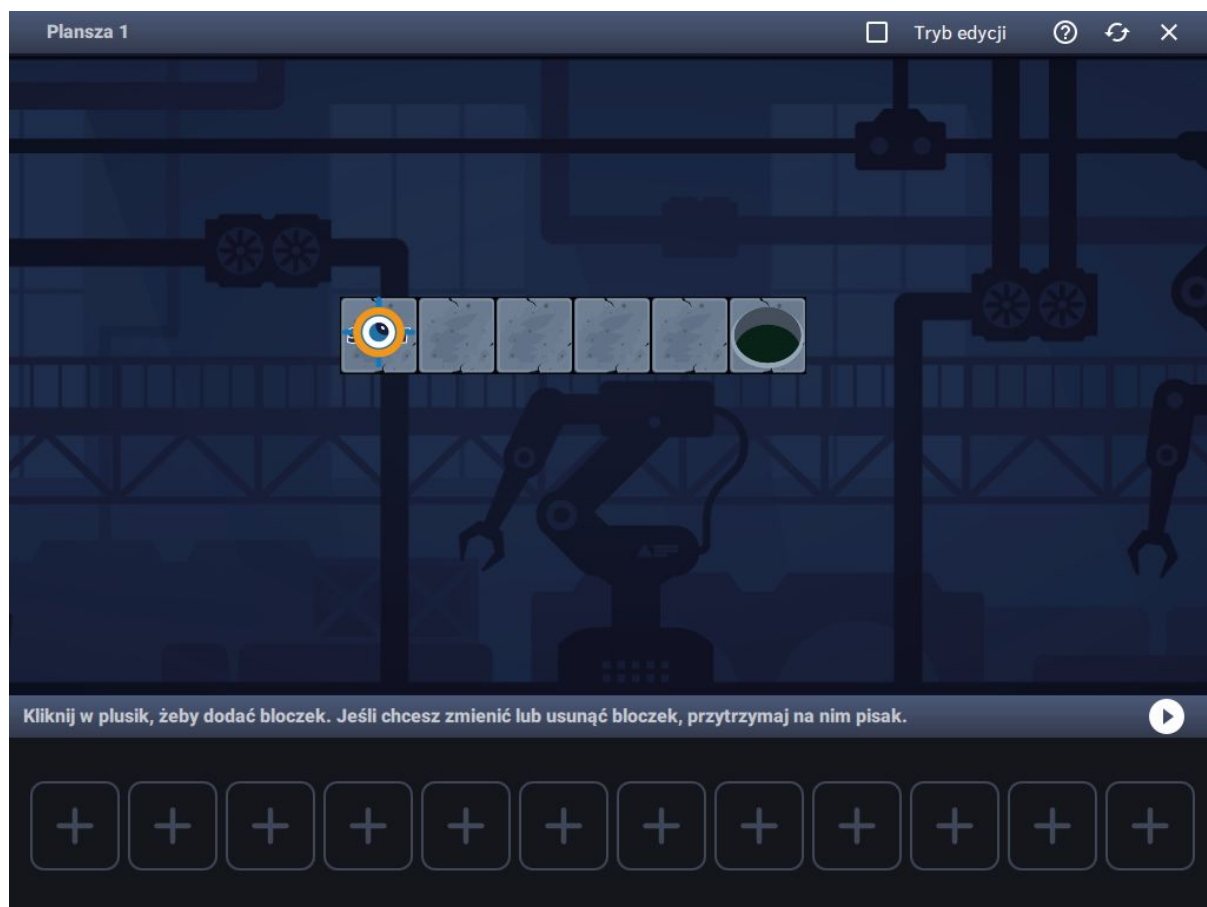 Plansza 1
Tryb edycji
Kliknij w plusik, żeby dodać bloczek. Jeśli chcesz zmienić lub usunąć bloczek, przytrzymaj na nim pisak.